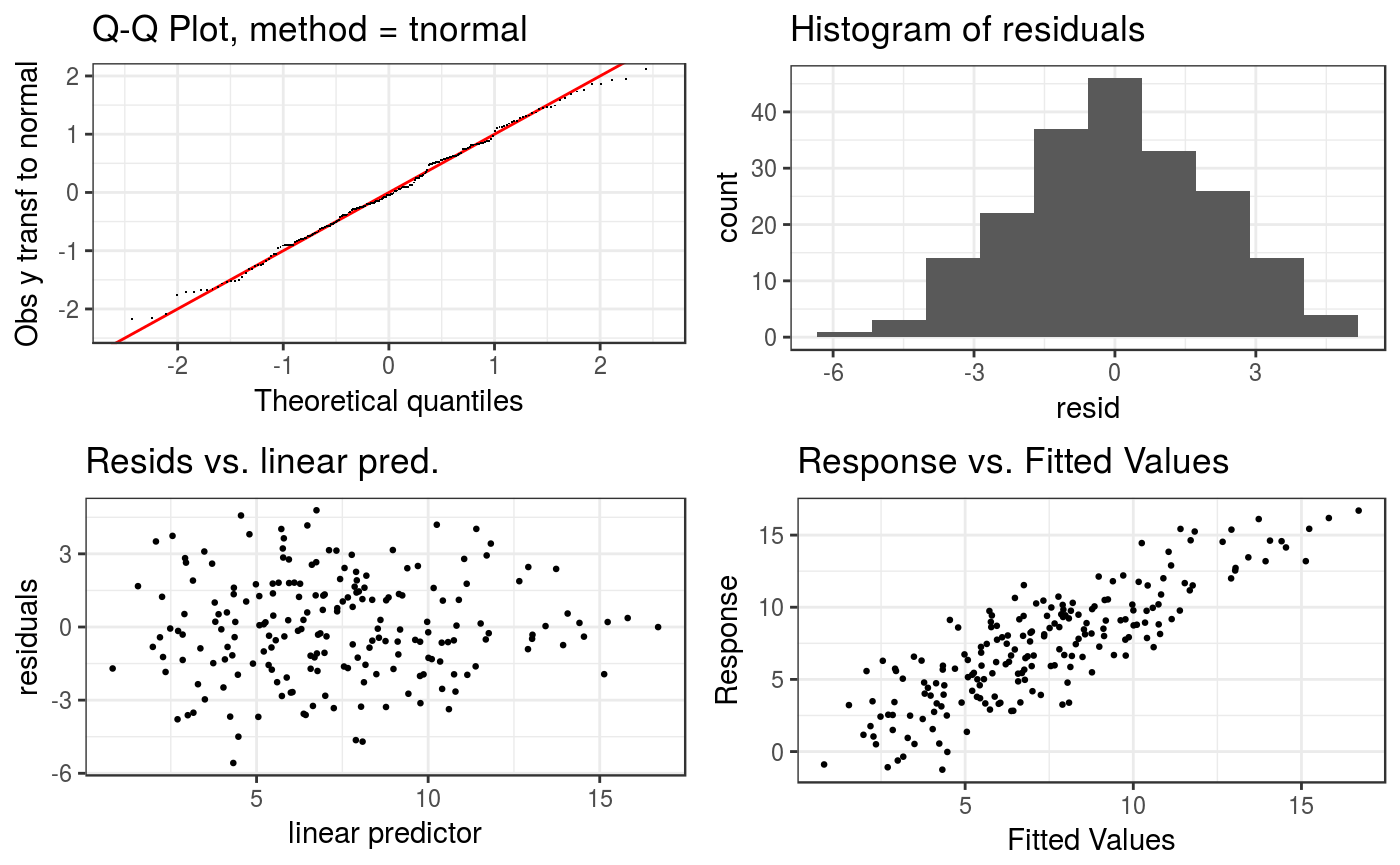 Q-Q Plot, method = tnormal
Obs y transf to normal
2
1
0
-1
-2
-2
-1
0
1
2
Theoretical quantiles
Histogram of residuals
count
40
30
20
10
0
-6
-3
0
3
resid
Resids vs. linear pred.
residuals
3
0
-3
-6
5
10
15
linear predictor
Response vs. Fitted Values
Response
15
10
5
0
5
10
15
Fitted Values